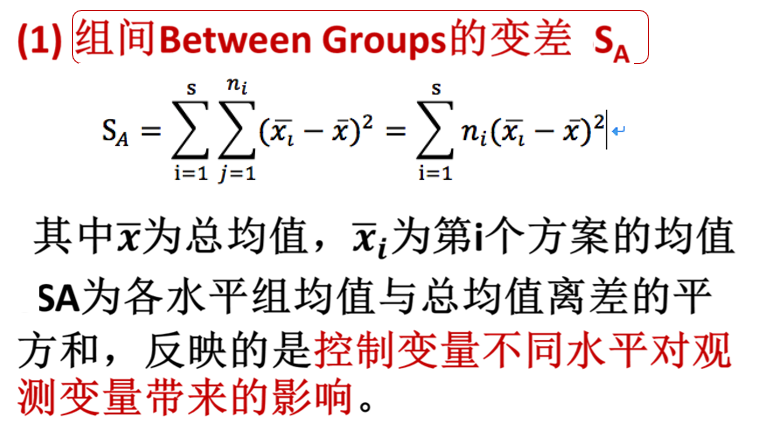 (1) 组间Between Groups的变差 S_A
S_A = \sum_{i=1}^{s} \sum_{j=1}^{n_i} (\bar{x}_i - \bar{x})^2 = \sum_{i=1}^{s} n_i(\bar{x}_i - \bar{x})^2↵
其中x̄为总均值，x̄ᵢ为第i个方案的均值
SA为各水平组均值与总均值离差的平
方和，反映的是控制变量不同水平对观
测变量带来的影响。